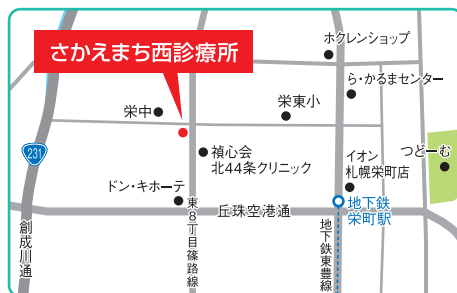 ホクレンショップ
さかえまち西診療所
ら・かるまセンター
栄中
栄東小
231
禎心会
北44条クリニック
イオン
札幌栄町店
つどーむ
ドン・キホーテ
地下鉄
栄町駅
丘珠空港通
創成川通
東8丁目篠路線
地下鉄東豊線